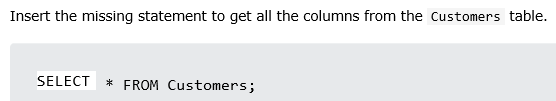 Insert the missing statement to get all the columns from the Customers table.
SELECT * FROM Customers;